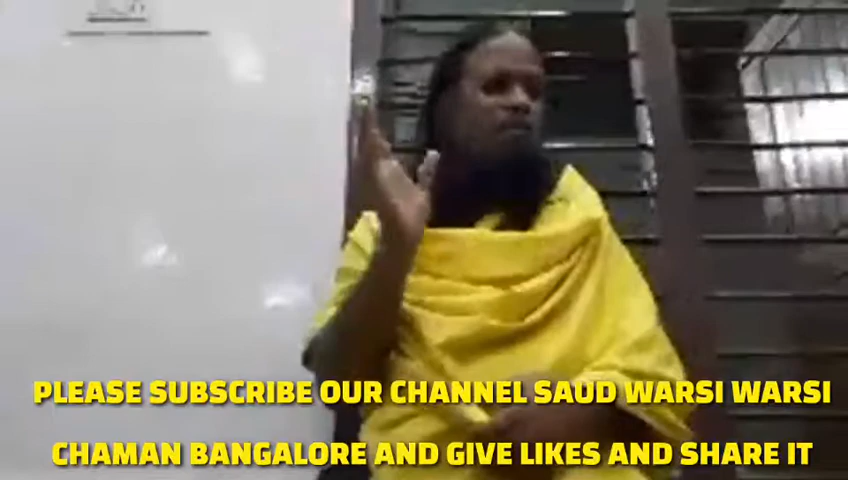 PLEASE SUBSCRIBE OUR CHANNEL SAUD WARSI WARSI
CHAMAN BANGALORE AND GIVE LIKES AND SHARE IT